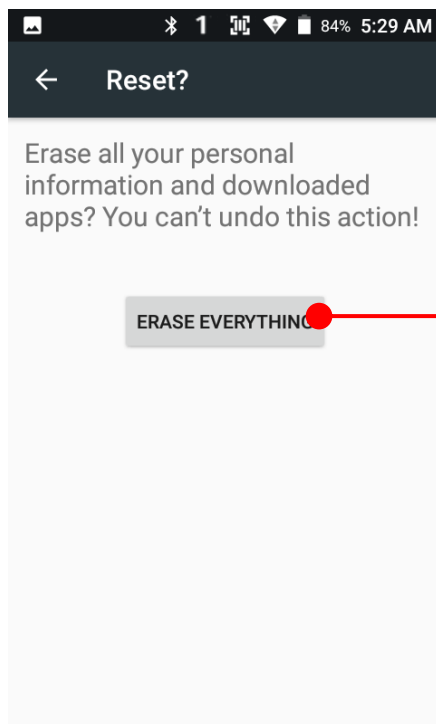 1 84% 5:29 AM
Reset?
Erase all your personal
information and downloaded
apps? You can’t undo this action!
ERASE EVERYTHING